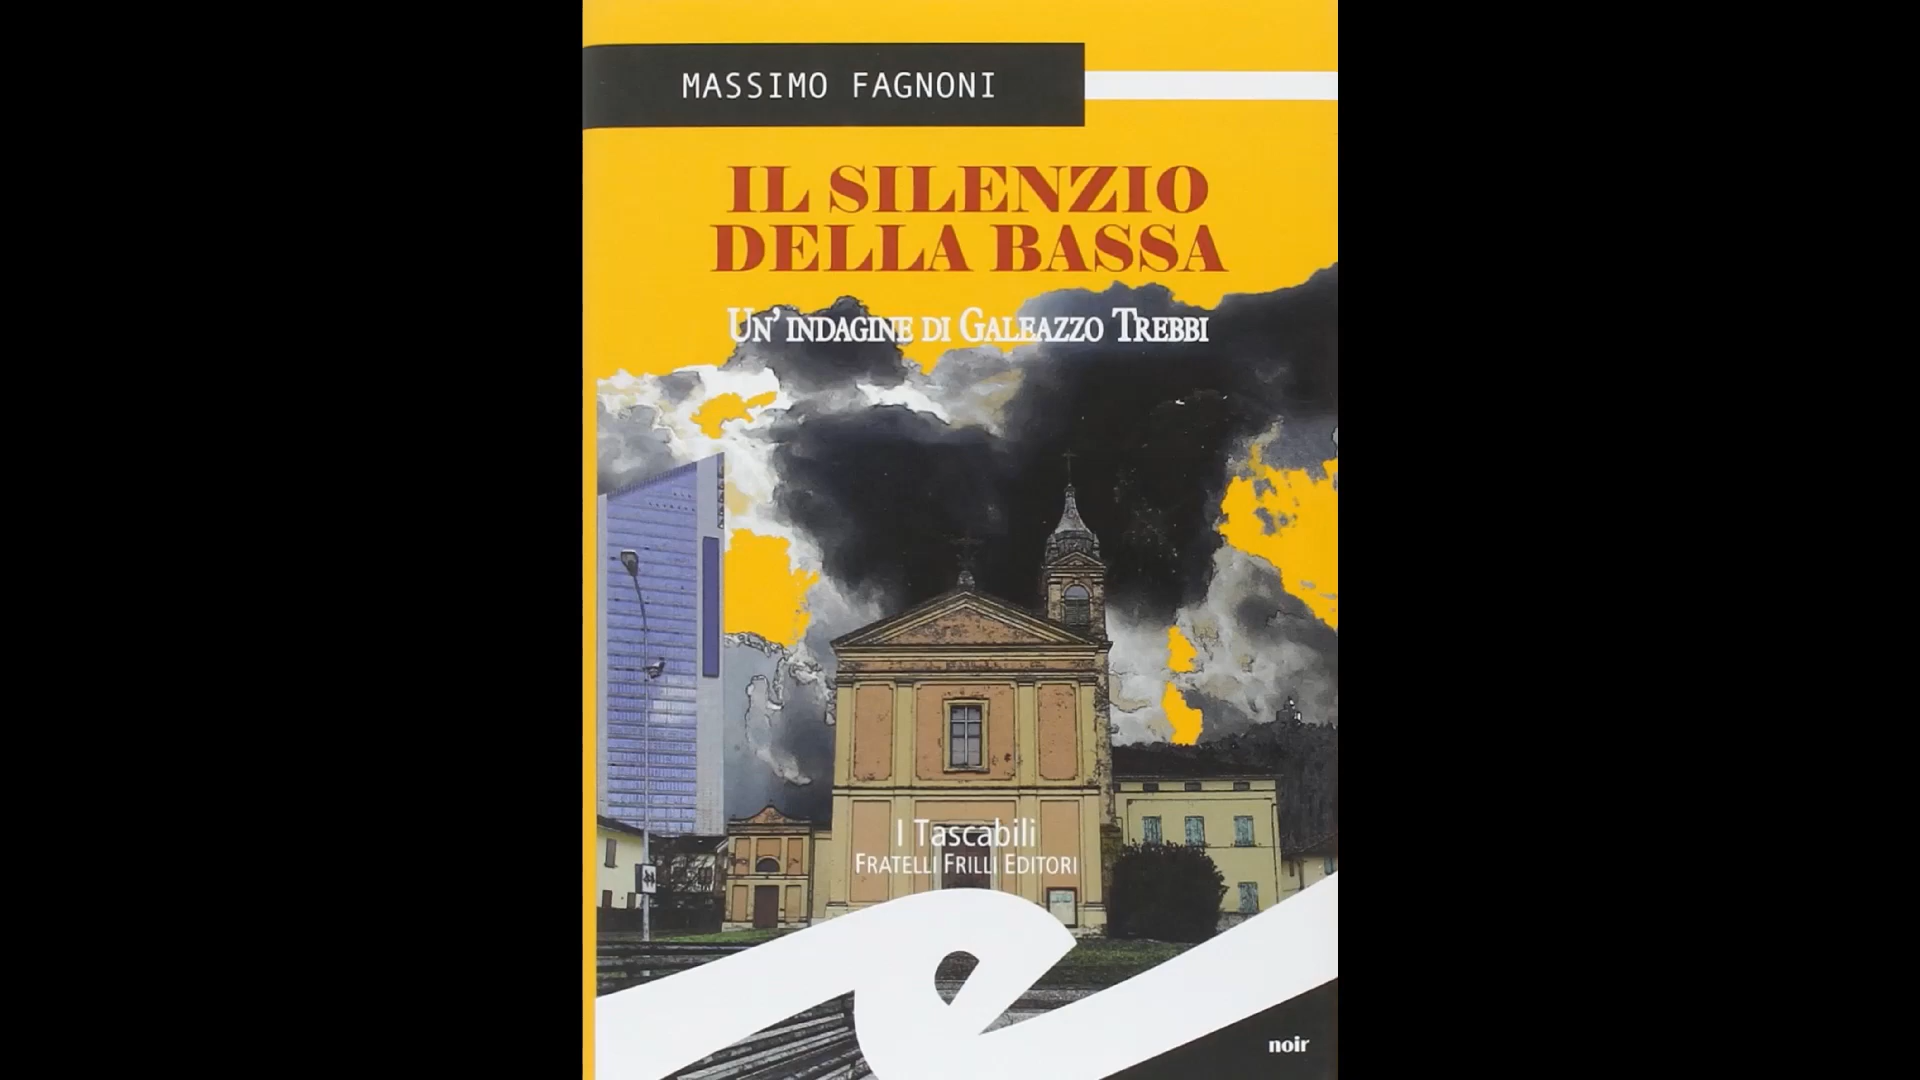 MASSIMO FAGNONI
IL SILENZIO
DELLA BASSA
UN' INDAGINE DI GALEAZZO TREBBI
I Tascabili
FRATELLI FRILLI EDITORI
noir